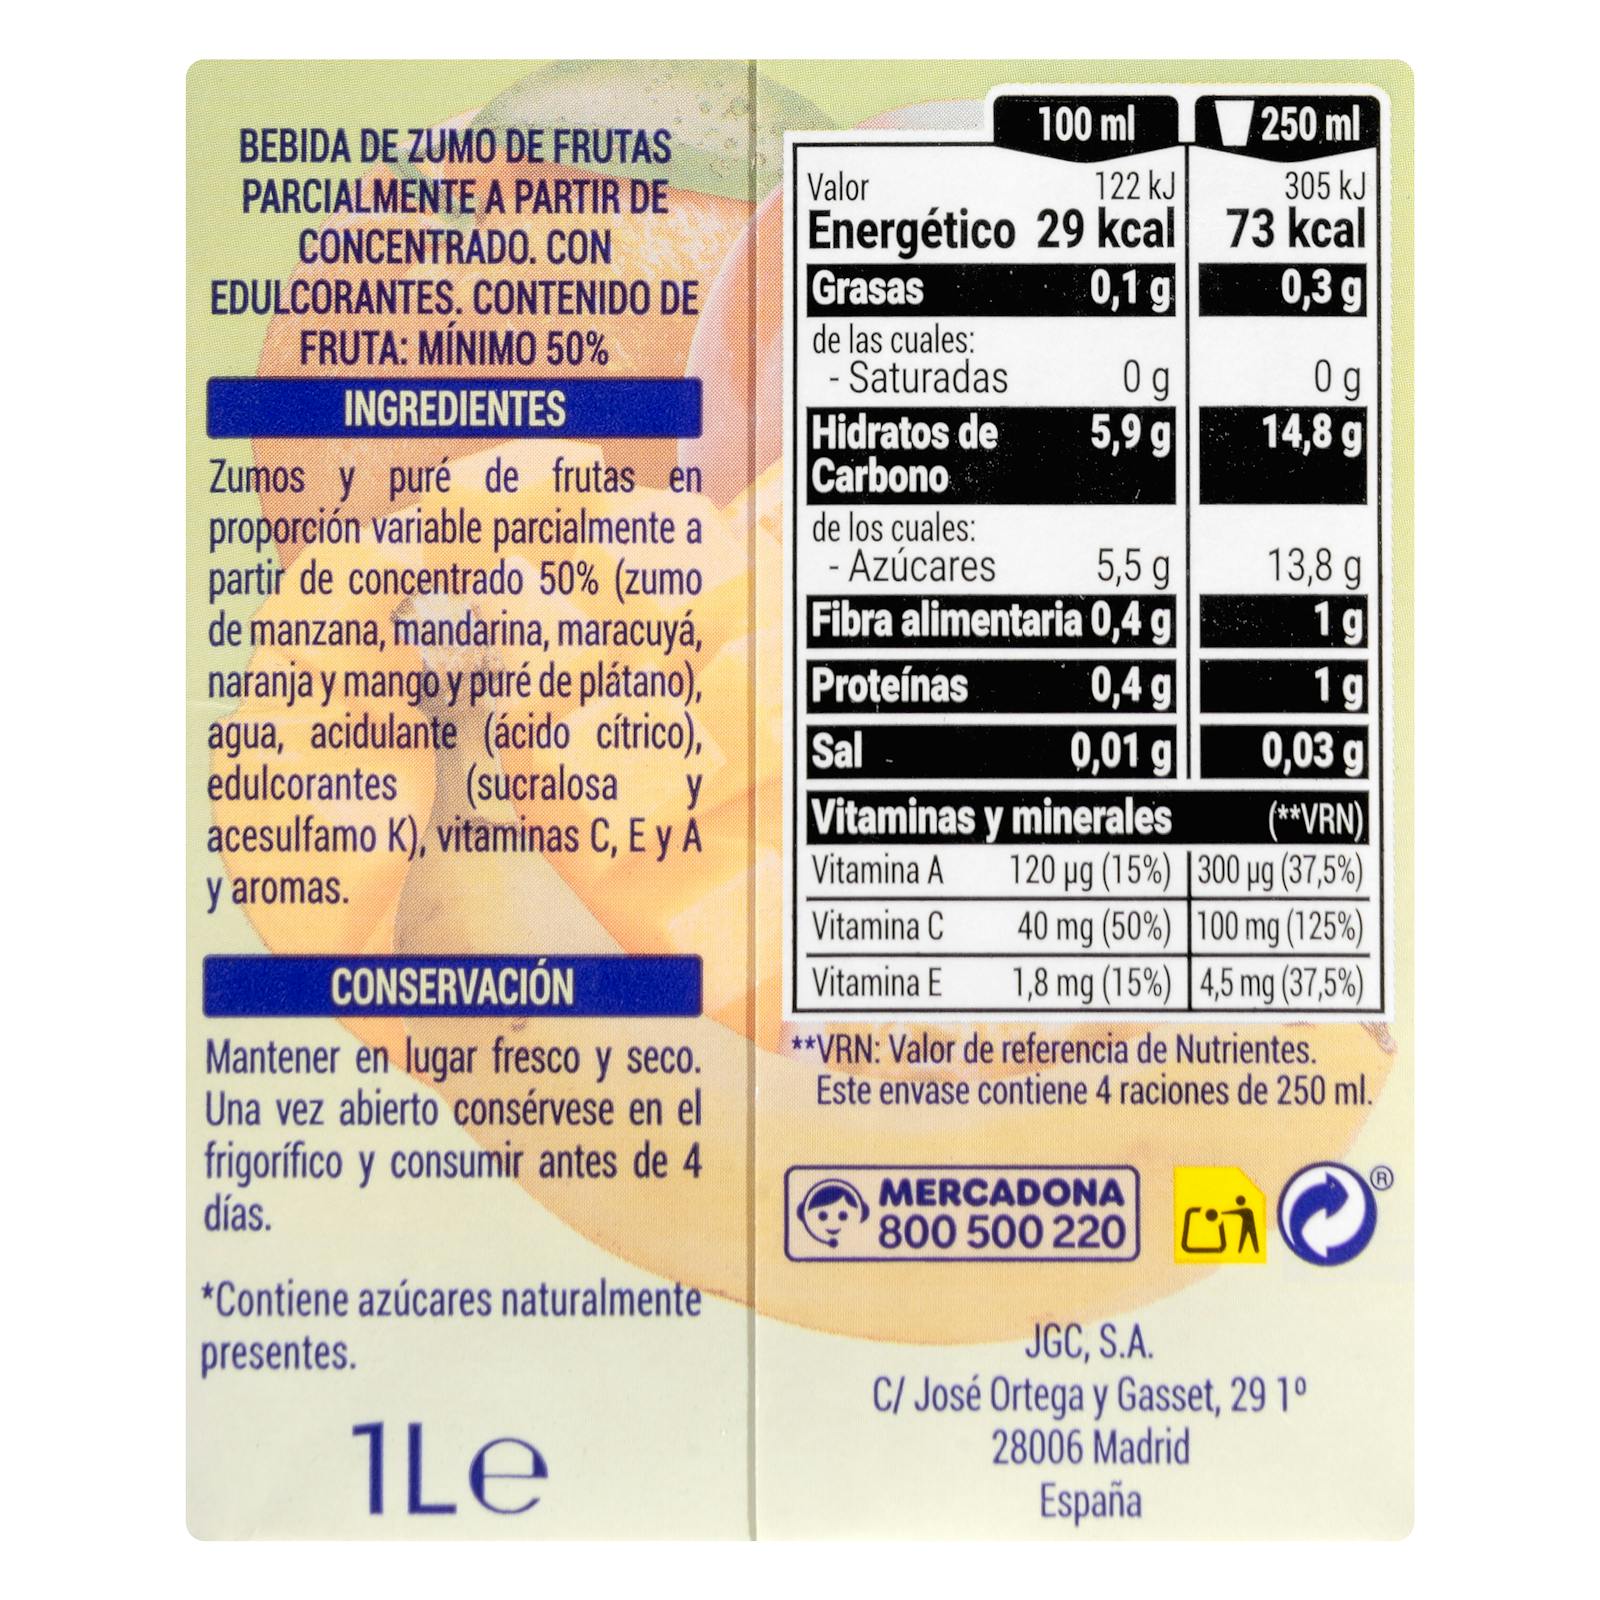 BEBIDA DE ZUMO DE FRUTAS
PARCIALMENTE A PARTIR DE
CONCENTRADO. CON
EDULCORANTES. CONTENIDO DE
FRUTA: MÍNIMO 50%
INGREDIENTES
Zumos y puré de frutas en
proporción variable parcialmente a
partir de concentrado 50% (zumo
de manzana, mandarina, maracuyá,
naranja y mango y puré de plátano),
agua, acidulante (ácido cítrico),
edulcorantes (sucralosa y
acesulfamo K), vitaminas C, E y A
y aromas.
CONSERVACIÓN
Mantener en lugar fresco y seco.
Una vez abierto consérvese en el
frigorífico y consumir antes de 4
días.
*Contiene azúcares naturalmente
presentes.
1L e
100 ml 250 ml
Valor 122 kJ 305 kJ
Energético 29 kcal 73 kcal
Grasas 0,1 g 0,3 g
de las cuales:
- Saturadas 0 g 0 g
Hidratos de 5,9 g 14,8 g
Carbono
de los cuales:
- Azúcares 5,5 g 13,8 g
Fibra alimentaria 0,4 g 1 g
Proteínas 0,4 g 1 g
Sal 0,01 g 0,03 g
Vitaminas y minerales (**VRN)
Vitamina A 120 µg (15%) 300 µg (37,5%)
Vitamina C 40 mg (50%) 100 mg (125%)
Vitamina E 1,8 mg (15%) 4,5 mg (37,5%)
**VRN: Valor de referencia de Nutrientes.
Este envase contiene 4 raciones de 250 ml.
MERCADONA
800 500 220
®
JGC, S.A.
C/ José Ortega y Gasset, 29 1º
28006 Madrid
España